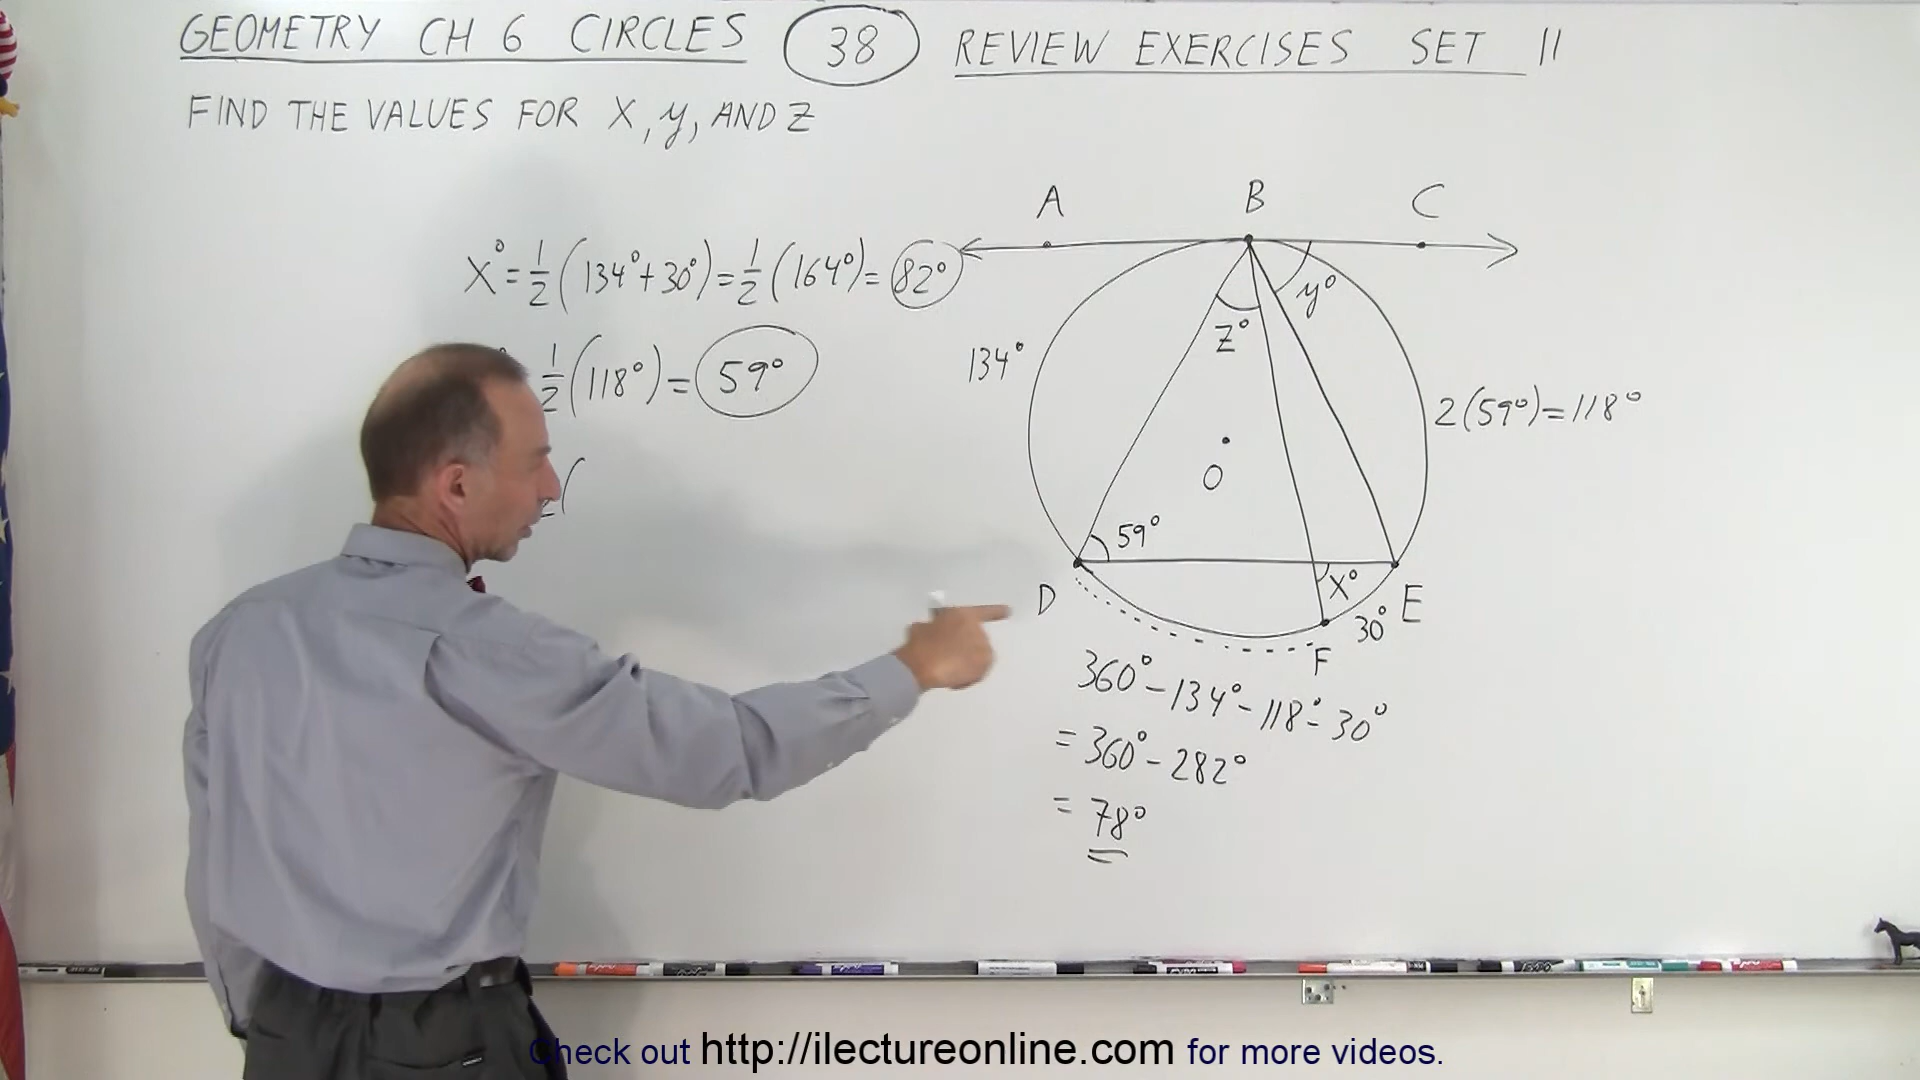 GEOMETRY CH 6 CIRCLES 38 REVIEW EXERCISES SET 11
FIND THE VALUES FOR X, y, AND Z
A B C
X° = 1/2 (134° + 30°) = 1/2 (164°) = 82°
y°
Z°
134°
1/2 (118°) = 59°
2(59°) = 118°
O
2(
59°
D
X°
E
30°
F
360° - 134° - 118° - 30°
= 360° - 282°
= 78°
Check out http://ilectureonline.com for more videos.